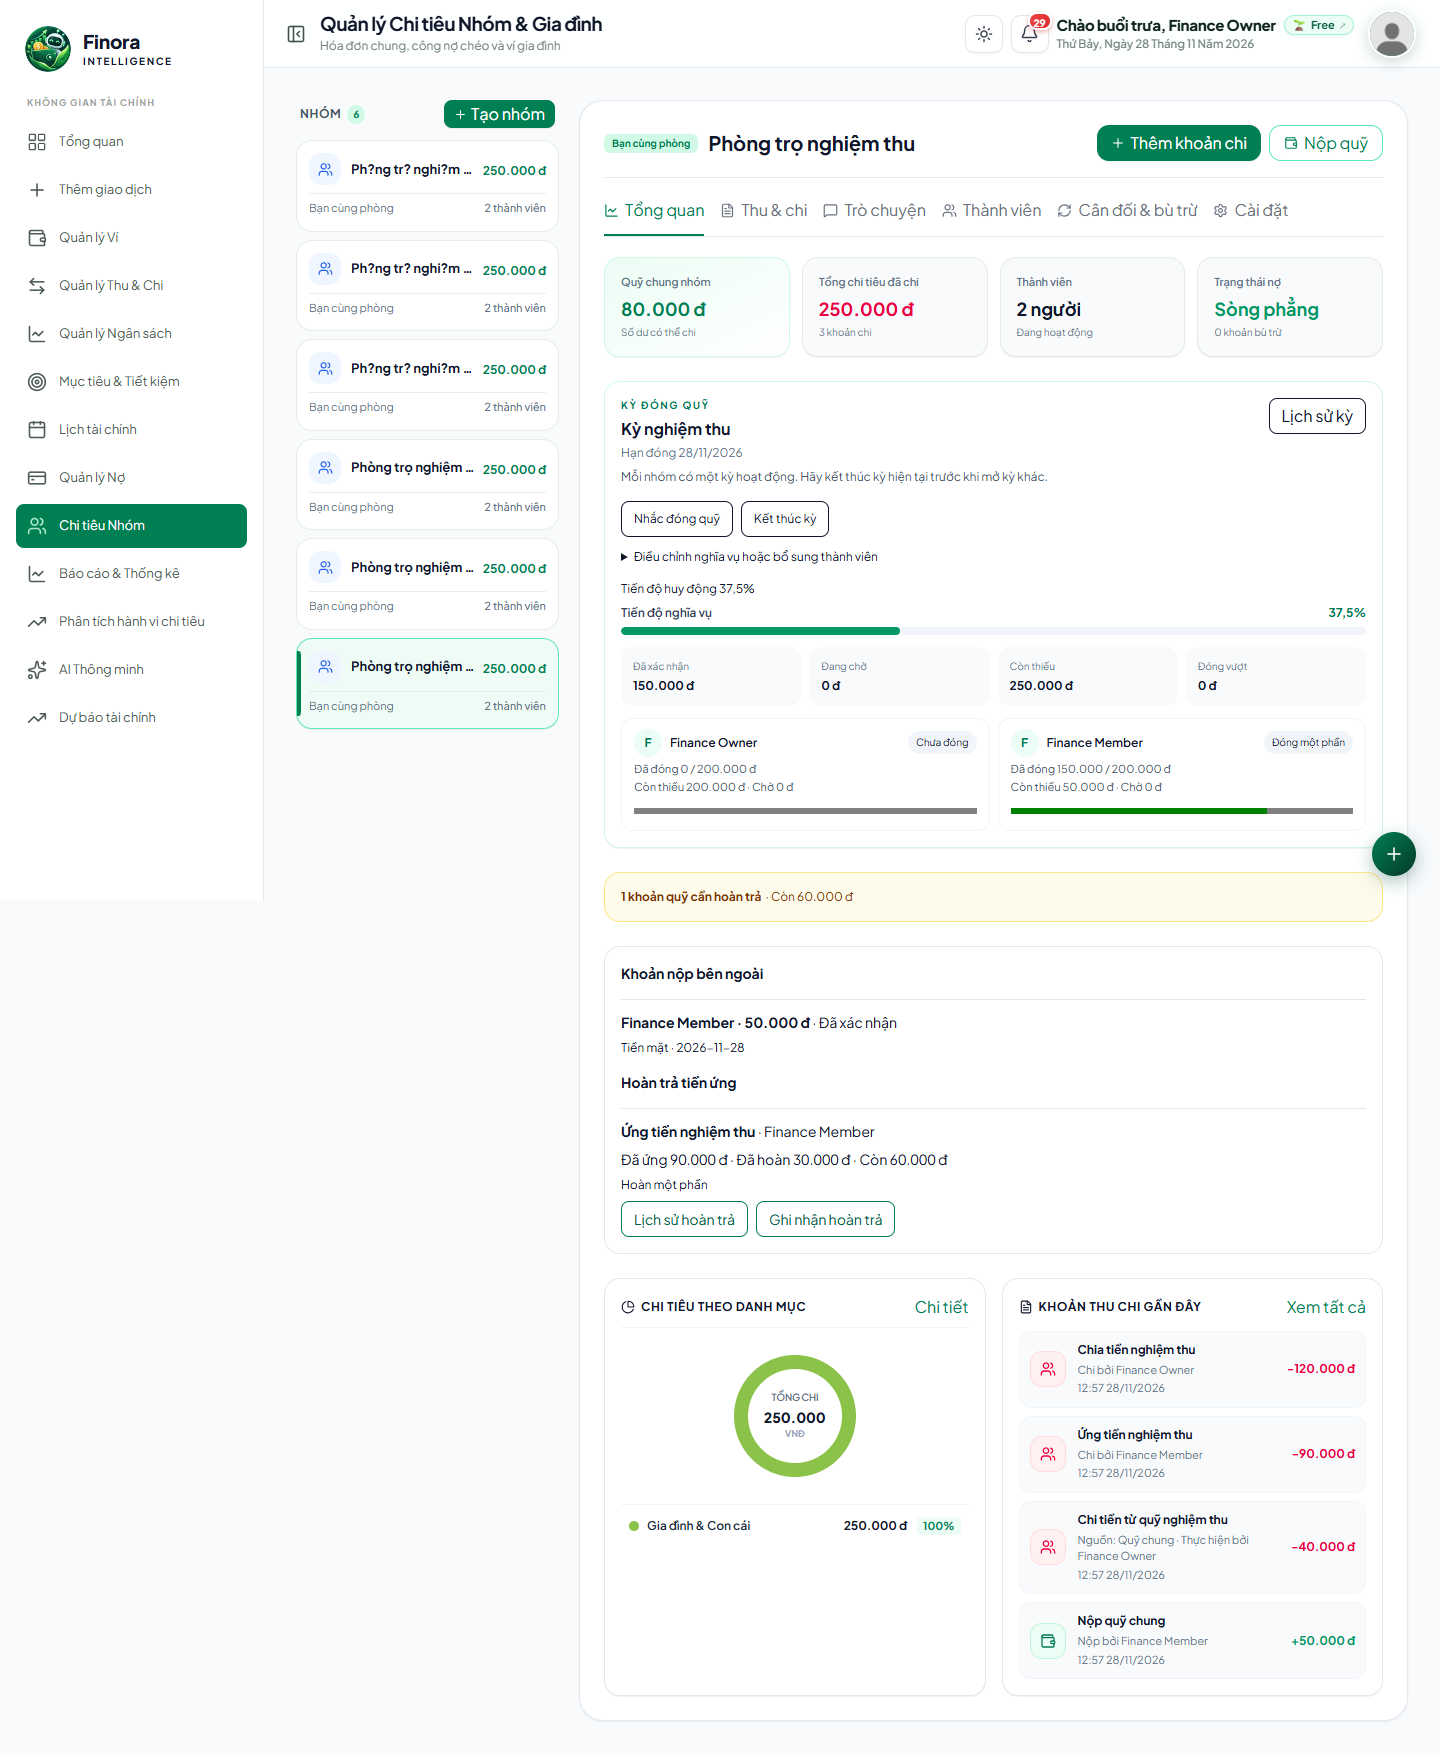 Finora
INTELLIGENCE
KHÔNG GIAN TÀI CHÍNH
Tổng quan
Thêm giao dịch
Quản lý Ví
Quản lý Thu & Chi
Quản lý Ngân sách
Mục tiêu & Tiết kiệm
Lịch tài chính
Quản lý Nợ
Chi tiêu Nhóm
Báo cáo & Thống kê
Phân tích hành vi chi tiêu
AI Thông minh
Dự báo tài chính
Quản lý Chi tiêu Nhóm & Gia đình
Hóa đơn chung, công nợ chéo và ví gia đình
29
Chào buổi trưa, Finance Owner
Free
Thứ Bảy, Ngày 28 Tháng 11 Năm 2026
NHÓM 6
+ Tạo nhóm
Ph?ng tr? nghi?m ... 250.000 đ
Bạn cùng phòng 2 thành viên
Ph?ng tr? nghi?m ... 250.000 đ
Bạn cùng phòng 2 thành viên
Ph?ng tr? nghi?m ... 250.000 đ
Bạn cùng phòng 2 thành viên
Phòng trọ nghiệm ... 250.000 đ
Bạn cùng phòng 2 thành viên
Phòng trọ nghiệm ... 250.000 đ
Bạn cùng phòng 2 thành viên
Phòng trọ nghiệm ... 250.000 đ
Bạn cùng phòng 2 thành viên
Bạn cùng phòng Phòng trọ nghiệm thu
+ Thêm khoản chi Nộp quỹ
Tổng quan Thu & chi Trò chuyện Thành viên Cân đối & bù trừ Cài đặt
Quỹ chung nhóm
80.000 đ
Số dư có thể chi
Tổng chi tiêu đã chi
250.000 đ
3 khoản chi
Thành viên
2 người
Đang hoạt động
Trạng thái nợ
Sòng phẳng
0 khoản bù trừ
KỲ ĐÓNG QUỸ
Kỳ nghiệm thu
Lịch sử kỳ
Hạn đóng 28/11/2026
Mỗi nhóm có một kỳ hoạt động. Hãy kết thúc kỳ hiện tại trước khi mở kỳ khác.
Nhắc đóng quỹ Kết thúc kỳ
Điều chỉnh nghĩa vụ hoặc bổ sung thành viên
Tiến độ huy động 37,5%
Tiến độ nghĩa vụ 37,5%
Đã xác nhận
150.000 đ
Đang chờ
0 đ
Còn thiếu
250.000 đ
Đóng vượt
0 đ
F Finance Owner Chưa đóng
Đã đóng 0 / 200.000 đ
Còn thiếu 200.000 đ · Chờ 0 đ
F Finance Member Đóng một phần
Đã đóng 150.000 / 200.000 đ
Còn thiếu 50.000 đ · Chờ 0 đ
1 khoản quỹ cần hoàn trả · Còn 60.000 đ
Khoản nộp bên ngoài
Finance Member · 50.000 đ · Đã xác nhận
Tiền mặt · 2026-11-28
Hoàn trả tiền ứng
Ứng tiền nghiệm thu · Finance Member
Đã ứng 90.000 đ · Đã hoàn 30.000 đ · Còn 60.000 đ
Hoàn một phần
Lịch sử hoàn trả Ghi nhận hoàn trả
CHI TIÊU THEO DANH MỤC Chi tiết
TỔNG CHI
250.000
VNĐ
Gia đình & Con cái 250.000 đ 100%
KHOẢN THU CHI GẦN ĐÂY Xem tất cả
Chia tiền nghiệm thu
Chi bởi Finance Owner
12:57 28/11/2026
-120.000 đ
Ứng tiền nghiệm thu
Chi bởi Finance Member
12:57 28/11/2026
-90.000 đ
Chi tiền từ quỹ nghiệm thu
Nguồn: Quỹ chung · Thực hiện bởi
Finance Owner
12:57 28/11/2026
-40.000 đ
Nộp quỹ chung
Nộp bởi Finance Member
12:57 28/11/2026
+50.000 đ